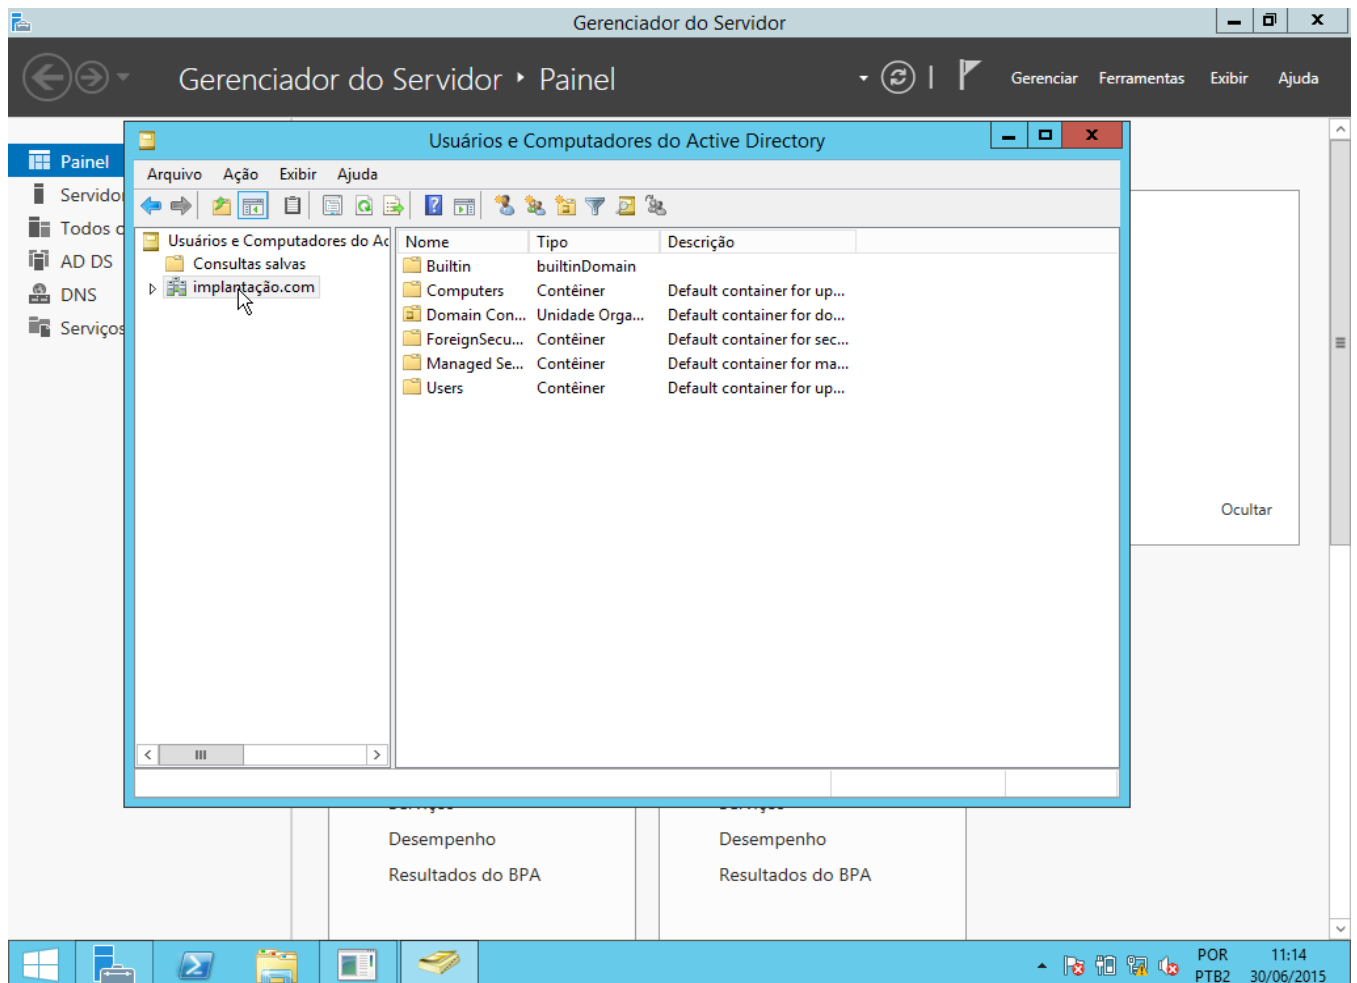 Gerenciador do Servidor
Gerenciador do Servidor ‣ Painel
Gerenciar Ferramentas Exibir Ajuda
Painel
Servidor
Todos
AD DS
DNS
Serviços
Usuários e Computadores do Active Directory
Arquivo Ação Exibir Ajuda
Usuários e Computadores do Ac
Consultas salvas
implantação.com
Nome Tipo Descrição
Builtin builtinDomain
Computers Contêiner Default container for up...
Domain Con... Unidade Orga... Default container for do...
ForeignSecu... Contêiner Default container for sec...
Managed Se... Contêiner Default container for ma...
Users Contêiner Default container for up...
Ocultar
Desempenho Desempenho
Resultados do BPA Resultados do BPA
POR 11:14
PTB2 30/06/2015